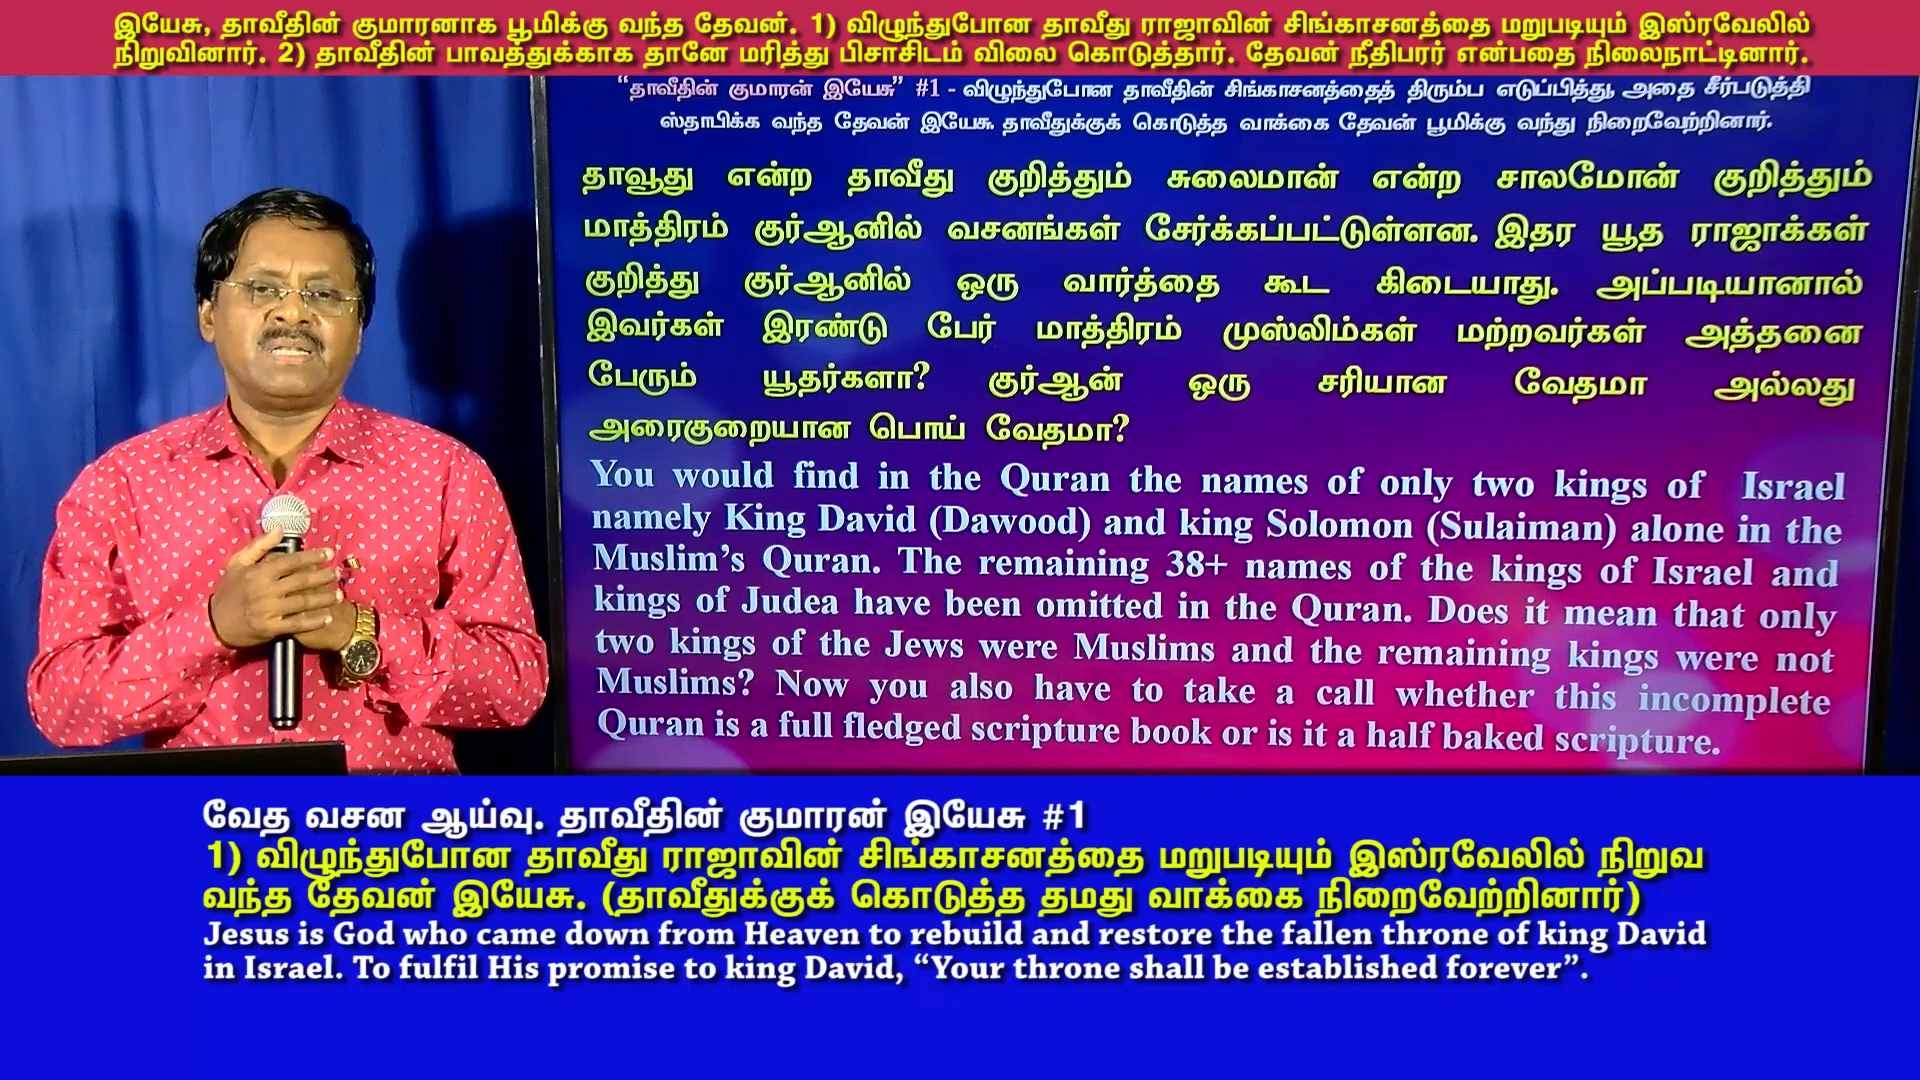 இயேசு, தாவீதின் குமாரனாக பூமிக்கு வந்த தேவன். 1) விழுந்துபோன தாவீது ராஜாவின் சிங்காசனத்தை மறுபடியும் இஸ்ரவேலில்
நிறுவினார். 2) தாவீதின் பாவத்துக்காக தானே மரித்து பிசாசிடம் விலை கொடுத்தார். தேவன் நீதிபரர் என்பதை நிலைநாட்டினார்.
“தாவீதின் குமாரன் இயேசு” #1 - விழுந்துபோன தாவீதின் சிங்காசனத்தைத் திரும்ப எடுப்பித்து, அதை சீர்படுத்தி
ஸ்தாபிக்க வந்த தேவன் இயேசு. தாவீதுக்குக் கொடுத்த வாக்கை தேவன் பூமிக்கு வந்து நிறைவேற்றினார்.
தாவூது என்ற தாவீது குறித்தும் சுலைமான் என்ற சாலமோன் குறித்தும்
மாத்திரம் குர்ஆனில் வசனங்கள் சேர்க்கப்பட்டுள்ளன. இதர யூத ராஜாக்கள்
குறித்து குர்ஆனில் ஒரு வார்த்தை கூட கிடையாது. அப்படியானால்
இவர்கள் இரண்டு பேர் மாத்திரம் முஸ்லிம்கள் மற்றவர்கள் அத்தனை
பேரும் யூதர்களா? குர்ஆன் ஒரு சரியான வேதமா அல்லது
அரைகுறையான பொய் வேதமா?
You would find in the Quran the names of only two kings of Israel
namely King David (Dawood) and king Solomon (Sulaiman) alone in the
Muslim’s Quran. The remaining 38+ names of the kings of Israel and
kings of Judea have been omitted in the Quran. Does it mean that only
two kings of the Jews were Muslims and the remaining kings were not
Muslims? Now you also have to take a call whether this incomplete
Quran is a full fledged scripture book or is it a half baked scripture.
வேத வசன ஆய்வு. தாவீதின் குமாரன் இயேசு #1
1) விழுந்துபோன தாவீது ராஜாவின் சிங்காசனத்தை மறுபடியும் இஸ்ரவேலில் நிறுவ
வந்த தேவன் இயேசு. (தாவீதுக்குக் கொடுத்த தமது வாக்கை நிறைவேற்றினார்)
Jesus is God who came down from Heaven to rebuild and restore the fallen throne of king David
in Israel. To fulfil His promise to king David, “Your throne shall be established forever”.